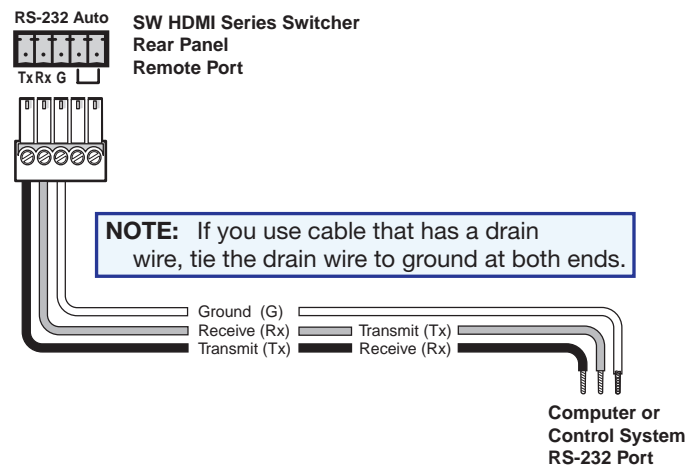 RS-232 Auto
SW HDMI Series Switcher
Rear Panel
Remote Port
Tx Rx G
NOTE: If you use cable that has a drain
wire, tie the drain wire to ground at both ends.
Ground (G)
Receive (Rx) Transmit (Tx)
Transmit (Tx) Receive (Rx)
Computer or
Control System
RS-232 Port